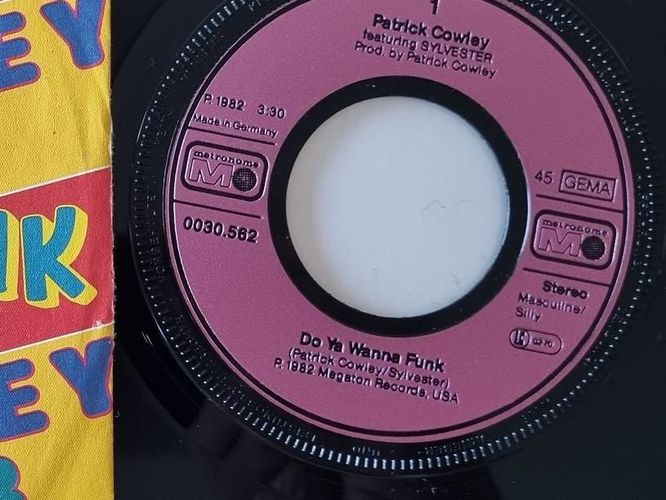 EY
NK
EY
1
Patrick Cowley
featuring SYLVESTER
Prod. by Patrick Cowley
P. 1982 3:30
Made in Germany
metronome
M
0030.562
45 GEMA
metronome
M
Stereo
Masculine/
Silly
LC
Do Ya Wanna Funk
(Patrick Cowley/Sylvester)
P. 1982 Megaton Records, USA